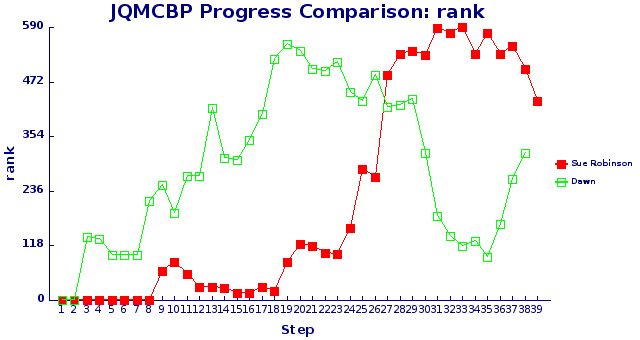 JQMCBP Progress Comparison: rank
590
472
354
236
118
0
rank
1 2 3 4 5 6 7 8 9 10 11 12 13 14 15 16 17 18 19 20 21 22 23 24 25 26 27 28 29 30 31 32 33 34 35 36 37 38 39
Step
Sue Robinson
Dawn